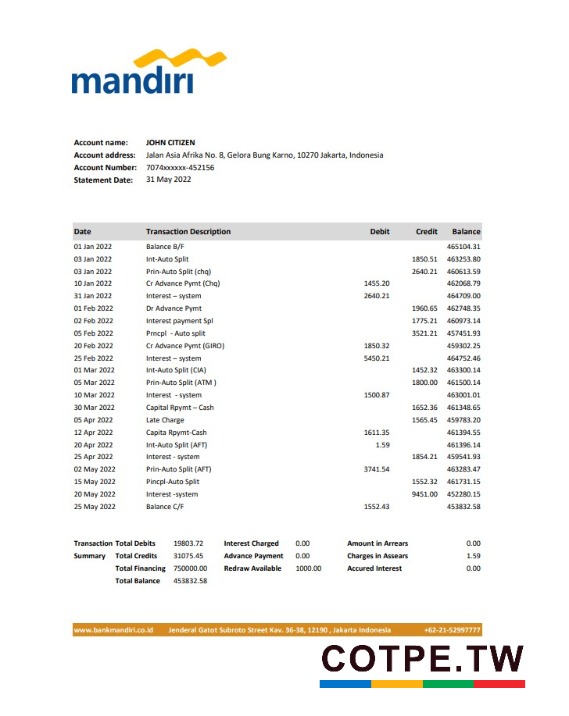 mandiri
Account name: JOHN CITIZEN
Account address: Jalan Asia Afrika No. 8, Gelora Bung Karno, 10270 Jakarta, Indonesia
Account Number: 7074xxxxxx-452156
Statement Date: 31 May 2022
Date Transaction Description Debit Credit Balance
01 Jan 2022 Balance B/F 465104.31
03 Jan 2022 Int-Auto Split 1850.51 463253.80
03 Jan 2022 Prin-Auto Split (chq) 2640.21 460613.59
10 Jan 2022 Cr Advance Pymt (Chq) 1455.20 462068.79
31 Jan 2022 Interest – system 2640.21 464709.00
01 Feb 2022 Dr Advance Pymt 1960.65 462748.35
02 Feb 2022 Interest payment Spl 1775.21 460973.14
05 Feb 2022 Prncpl - Auto split 3521.21 457451.93
20 Feb 2022 Cr Advance Pymt (GIRO) 1850.32 459302.25
25 Feb 2022 Interest – system 5450.21 464752.46
01 Mar 2022 Int-Auto Split (CIA) 1452.32 463300.14
05 Mar 2022 Prin-Auto Split (ATM ) 1800.00 461500.14
10 Mar 2022 Interest - system 1500.87 463001.01
30 Mar 2022 Capital Rpymt – Cash 1652.36 461348.65
05 Apr 2022 Late Charge 1565.45 459783.20
12 Apr 2022 Capita Rpymt-Cash 1611.35 461394.55
20 Apr 2022 Int-Auto Split (AFT) 1.59 461396.14
25 Apr 2022 Interest - system 1854.21 459541.93
02 May 2022 Prin-Auto Split (AFT) 3741.54 463283.47
15 May 2022 Pincpl-Auto Split 1552.32 461731.15
20 May 2022 Interest -system 9451.00 452280.15
25 May 2022 Balance C/F 1552.43 453832.58
Transaction Total Debits 19803.72 Interest Charged 0.00 Amount in Arrears 0.00
Summary Total Credits 31075.45 Advance Payment 0.00 Charges in Assears 1.59
Total Financing 750000.00 Redraw Available 1000.00 Accured Interest 0.00
Total Balance 453832.58
www.bankmandiri.co.id Jenderal Gatot Subroto Street Kav. 36-38, 12190 , Jakarta Indonesia +62-21-52997777
COTPE.TW